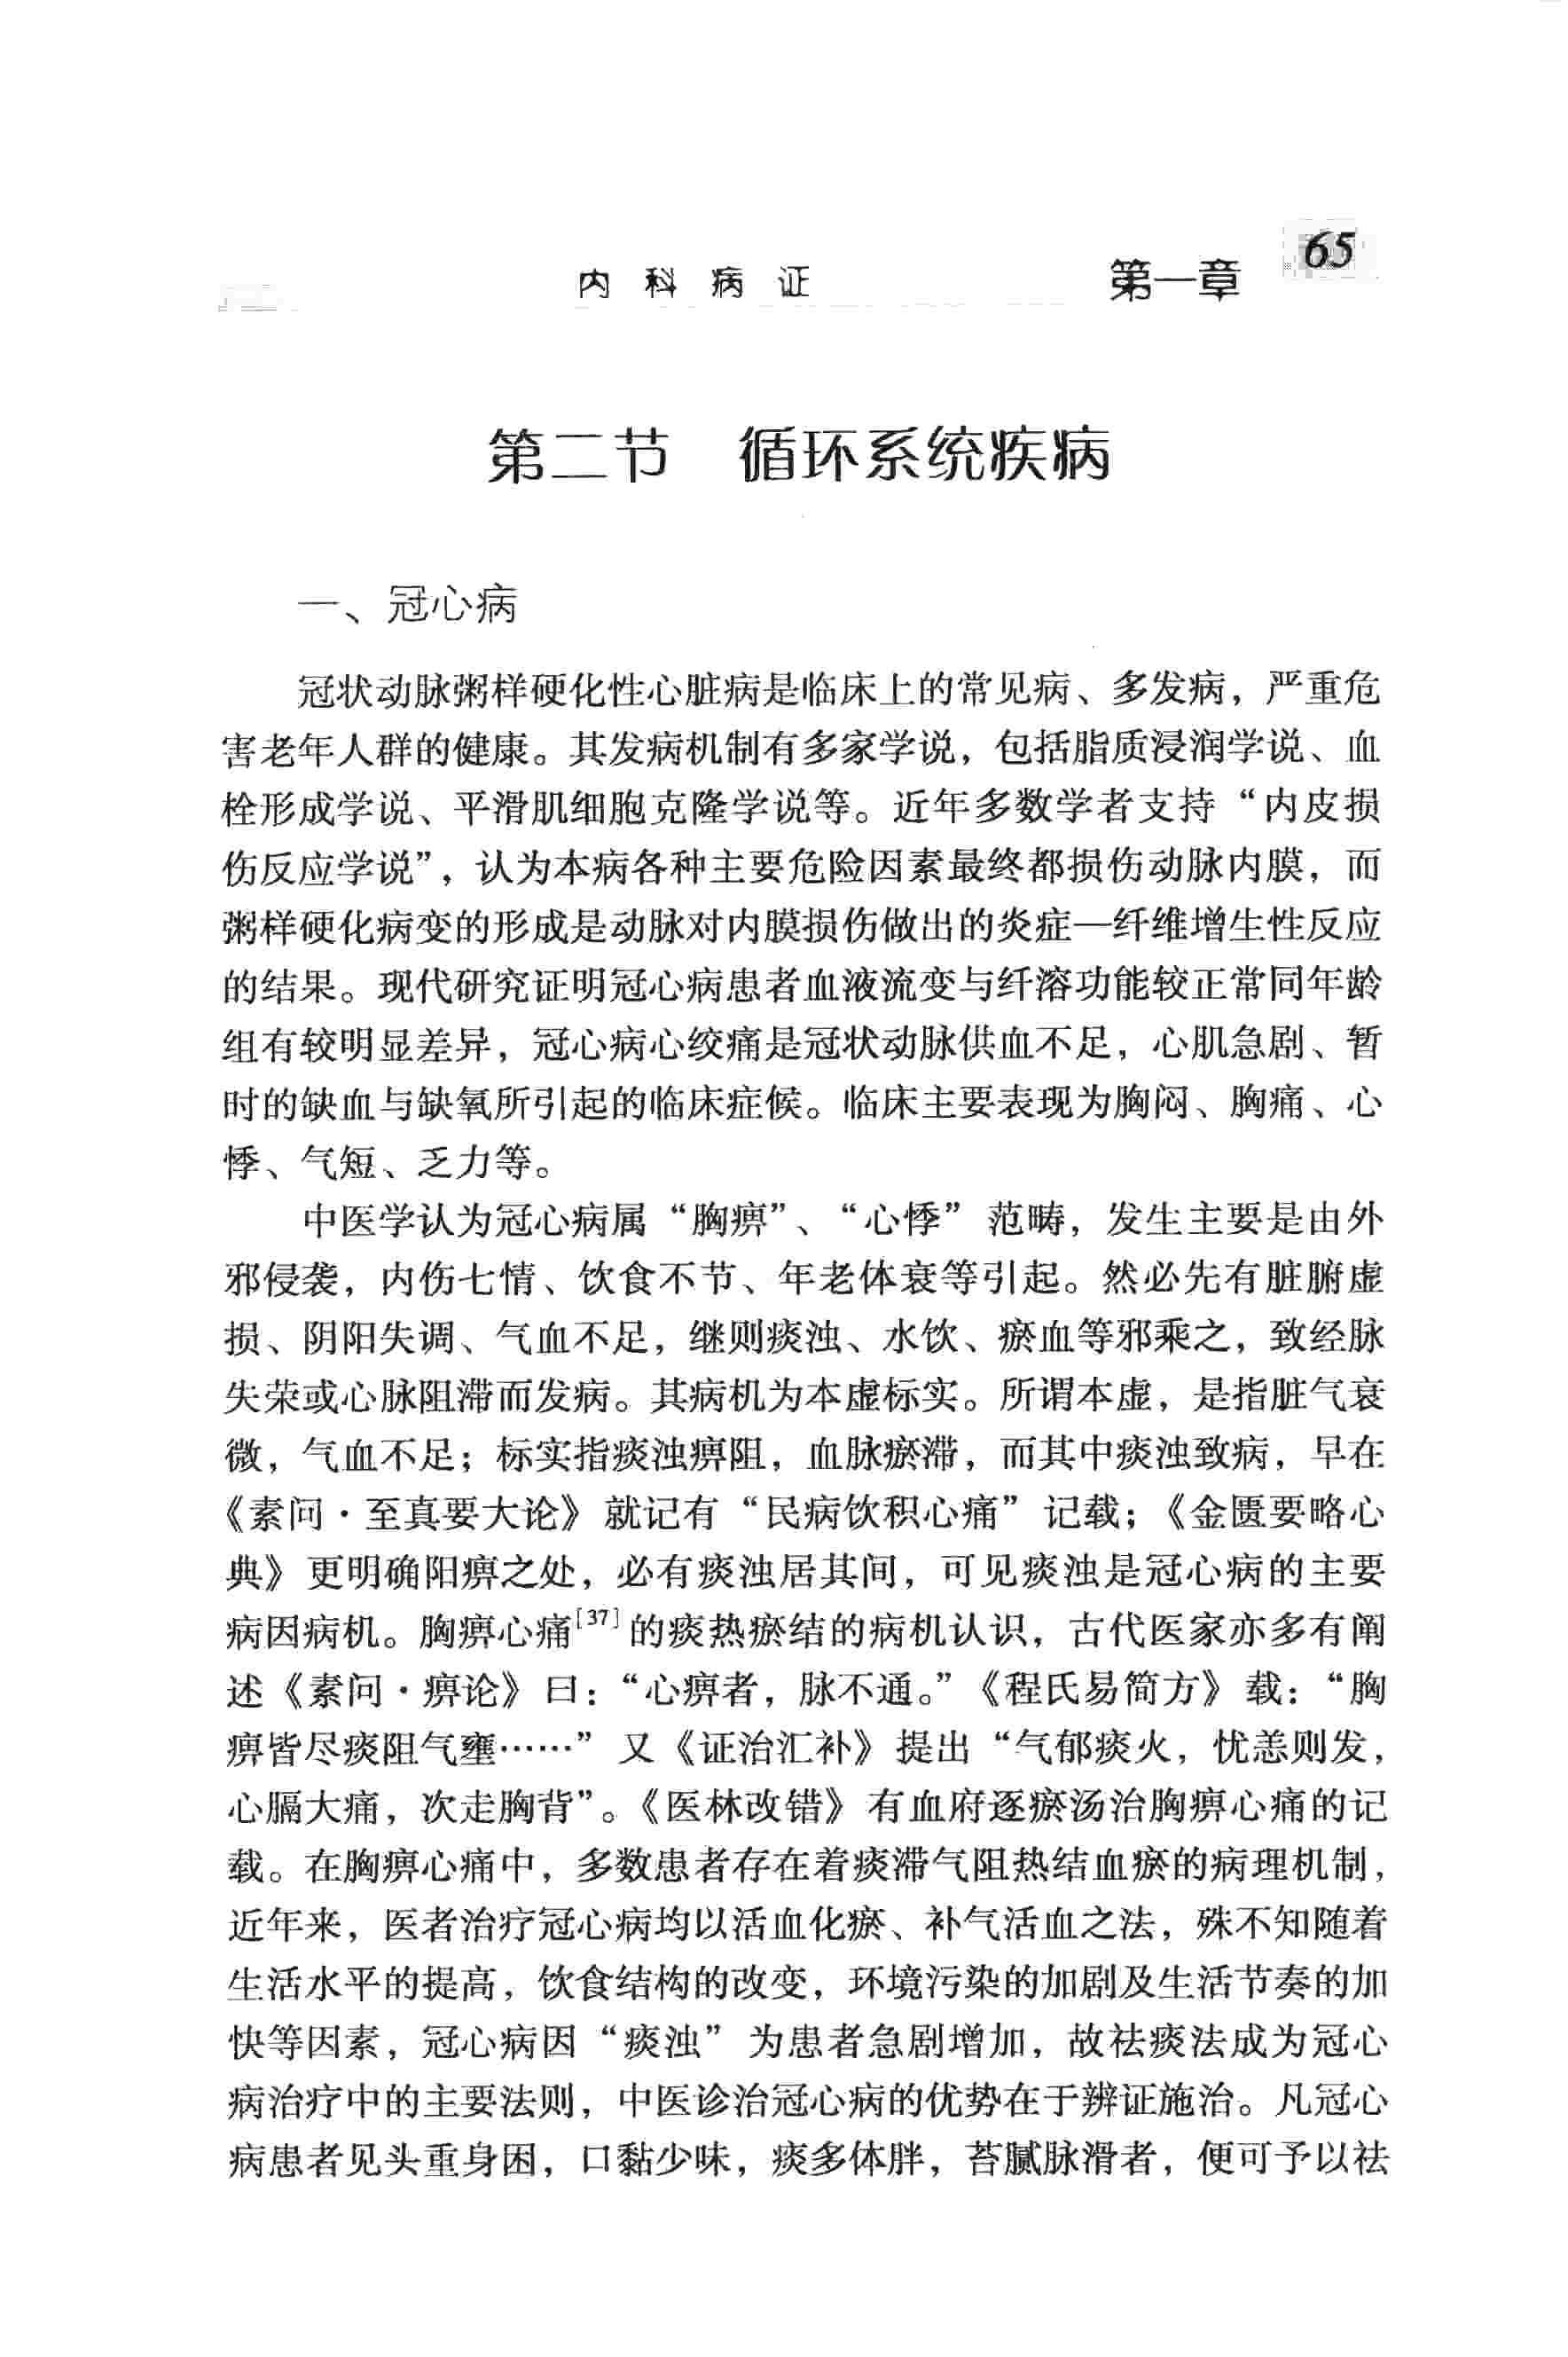 内科病证 第一章 65
第二节 循环系统疾病
一、冠心病
冠状动脉粥样硬化性心脏病是临床上的常见病、多发病，严重危
害老年人群的健康。其发病机制有多家学说，包括脂质浸润学说、血
栓形成学说、平滑肌细胞克隆学说等。近年多数学者支持“内皮损
伤反应学说”，认为本病各种主要危险因素最终都损伤动脉内膜，而
粥样硬化病变的形成是动脉对内膜损伤做出的炎症—纤维增生性反应
的结果。现代研究证明冠心病患者血液流变与纤溶功能较正常同年龄
组有较明显差异，冠心病心绞痛是冠状动脉供血不足，心肌急剧、暂
时的缺血与缺氧所引起的临床症候。临床主要表现为胸闷、胸痛、心
悸、气短、乏力等。
中医学认为冠心病属“胸痹”、“心悸”范畴，发生主要是由外
邪侵袭，内伤七情、饮食不节、年老体衰等引起。然必先有脏腑虚
损、阴阳失调、气血不足，继则痰浊、水饮、瘀血等邪乘之，致经脉
失荣或心脉阻滞而发病。其病机为本虚标实。所谓本虚，是指脏气衰
微，气血不足；标实指痰浊痹阻，血脉瘀滞，而其中痰浊致病，早在
《素问·至真要大论》就记有“民病饮积心痛”记载；《金匮要略心
典》更明确阳痹之处，必有痰浊居其间，可见痰浊是冠心病的主要
病因病机。胸痹心痛[37]的痰热瘀结的病机认识，古代医家亦多有阐
述《素问·痹论》曰：“心痹者，脉不通。”《程氏易简方》载：“胸
痹皆尽痰阻气壅……”又《证治汇补》提出“气郁痰火，忧恙则发，
心膈大痛，次走胸背”。《医林改错》有血府逐瘀汤治胸痹心痛的记
载。在胸痹心痛中，多数患者存在着痰滞气阻热结血瘀的病理机制，
近年来，医者治疗冠心病均以活血化瘀、补气活血之法，殊不知随着
生活水平的提高，饮食结构的改变，环境污染的加剧及生活节奏的加
快等因素，冠心病因“痰浊”为患者急剧增加，故祛痰法成为冠心
病治疗中的主要法则，中医诊治冠心病的优势在于辨证施治。凡冠心
病患者见头重身困，口黏少味，痰多体胖，苔腻脉滑者，便可予以祛